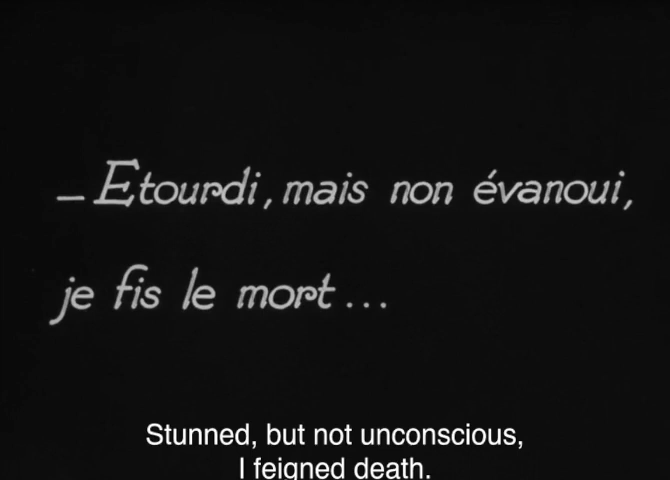 – Etourdi, mais non évanoui,
je fis le mort...
Stunned, but not unconscious,
I feigned death.